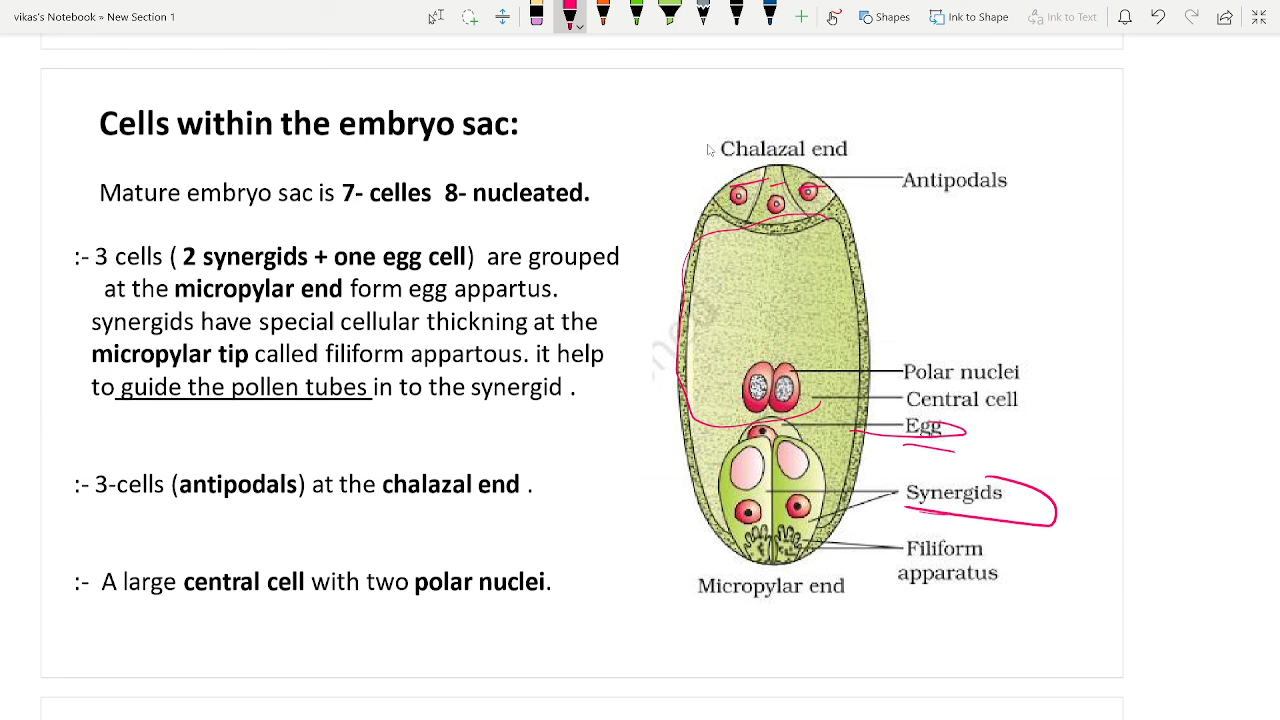 vikas's Notebook » New Section 1
Shapes
Ink to Shape
Ink to Text
Cells within the embryo sac:
Mature embryo sac is 7- celles 8- nucleated.
:- 3 cells ( 2 synergids + one egg cell) are grouped
at the micropylar end form egg appartus.
synergids have special cellular thickning at the
micropylar tip called filiform appartous. it help
to guide the pollen tubes in to the synergid .
:- 3-cells (antipodals) at the chalazal end .
:- A large central cell with two polar nuclei.
Chalazal end
Antipodals
Polar nuclei
Central cell
Egg
Synergids
Filiform
apparatus
Micropylar end